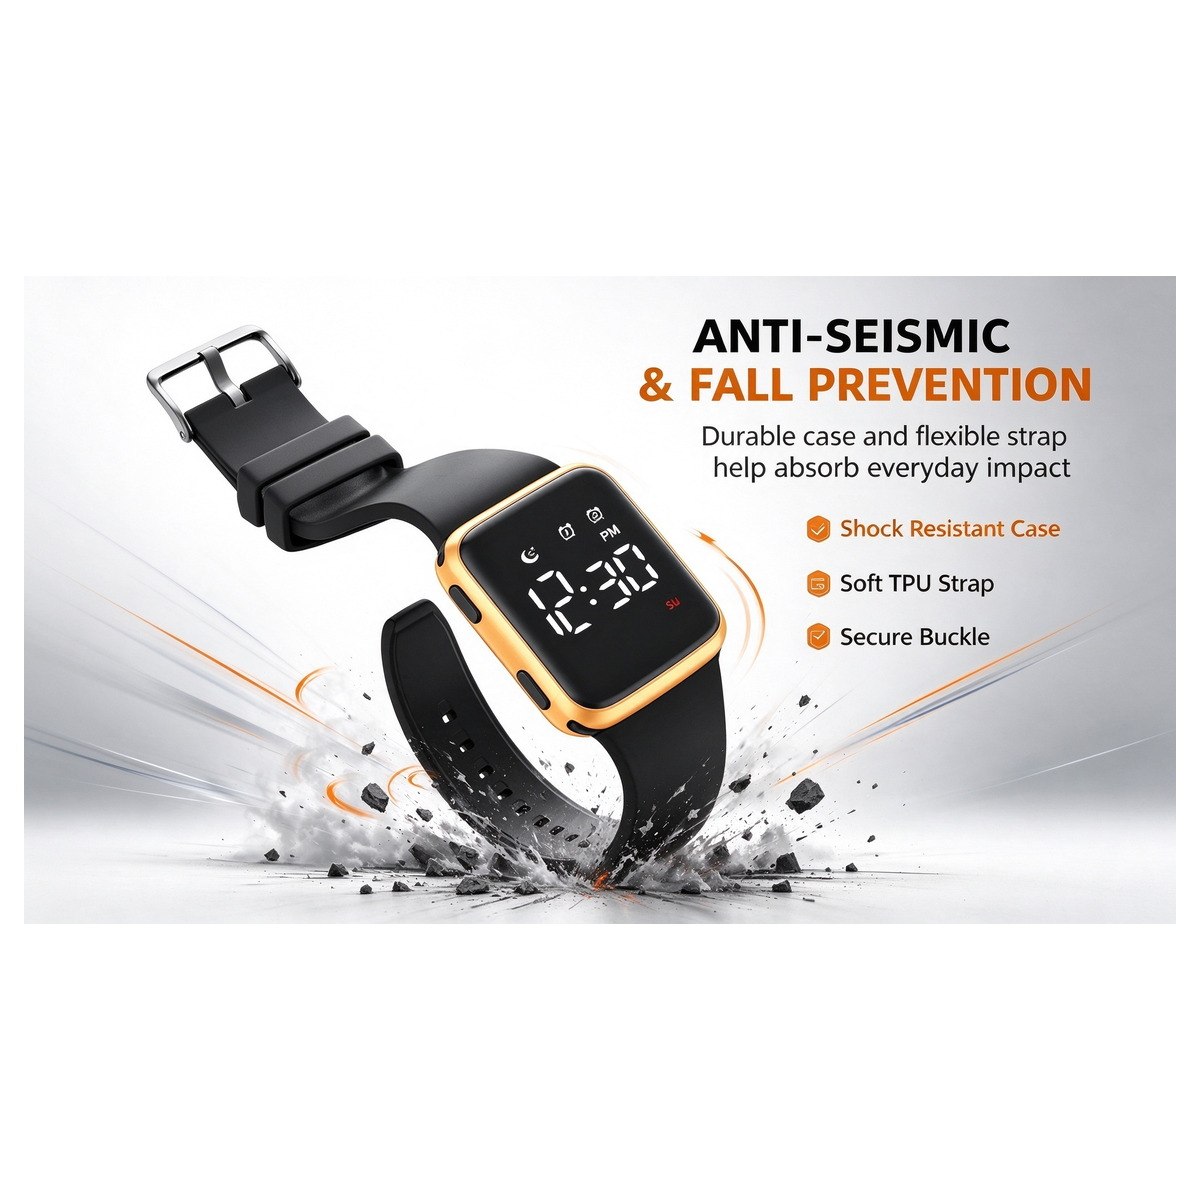 ANTI-SEISMIC
& FALL PREVENTION
Durable case and flexible strap
help absorb everyday impact
Shock Resistant Case
Soft TPU Strap
Secure Buckle
PM
12:30
SU